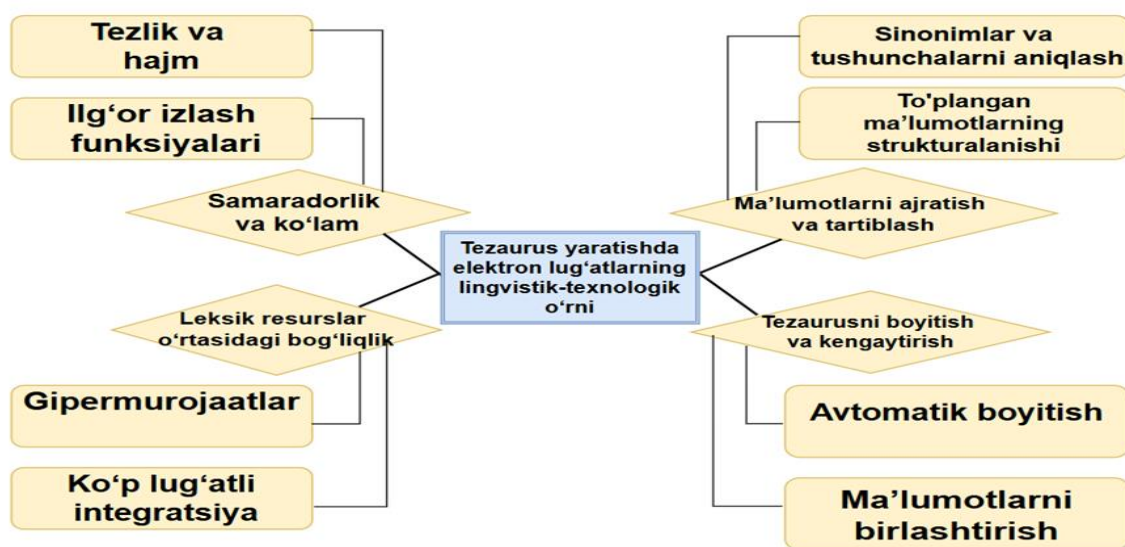 Tezlik va
hajm
Ilg‘or izlash
funksiyalari
Samaradorlik
va ko‘lam
Leksik resurslar
o‘rtasidagi bog‘liqlik
Gipermurojaatlar
Ko‘p lug‘atli
integratsiya
Tezaurus yaratishda
elektron lug‘atlarning
lingvistik-texnologik
o‘rni
Sinonimlar va
tushunchalarni aniqlash
To'plangan
ma’lumotlarning
strukturalanishi
Ma’lumotlarni ajratish
va tartiblash
Tezaurusni boyitish
va kengaytirish
Avtomatik boyitish
Ma’lumotlarni
birlashtirish